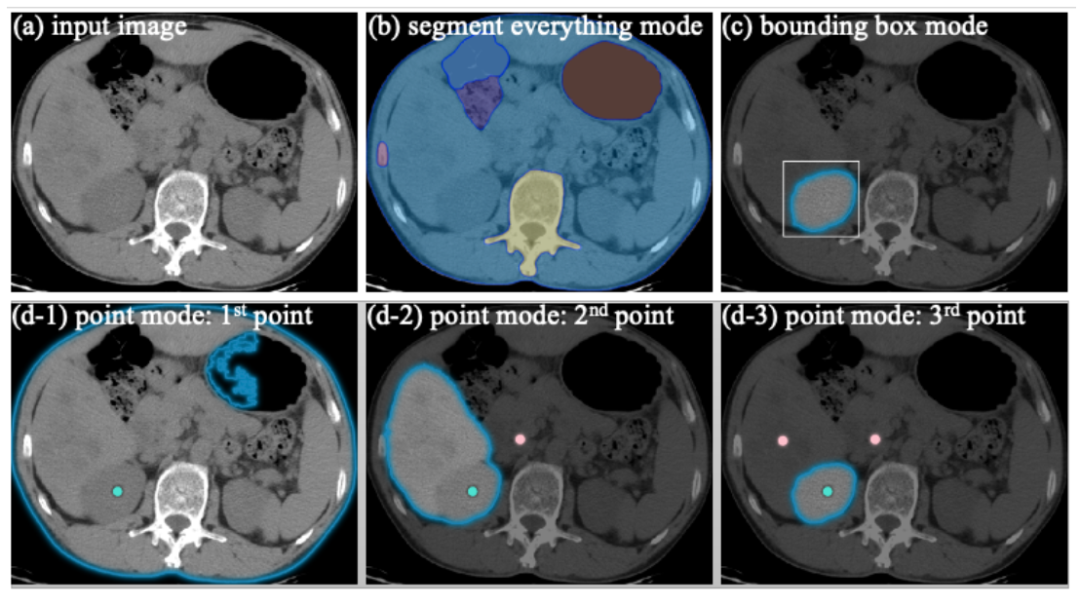 (a) input image
(b) segment everything mode
(c) bounding box mode
(d-1) point mode: 1st point
(d-2) point mode: 2nd point
(d-3) point mode: 3rd point